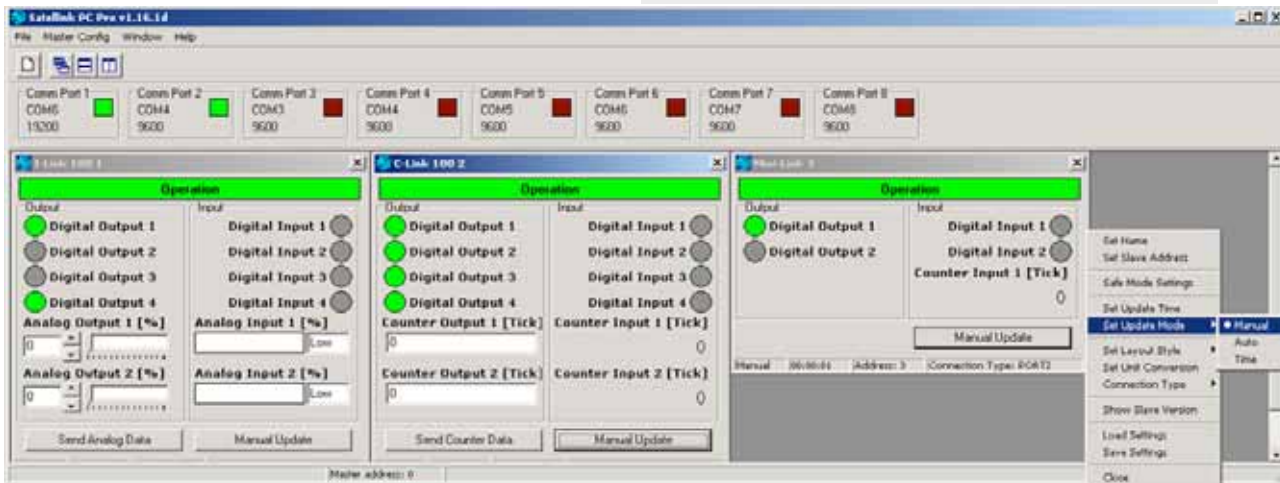 Satellink PC Pro v1.16.1d
File Master Config Window Help
Comm Port 1 Comm Port 2 Comm Port 3 Comm Port 4 Comm Port 5 Comm Port 6 Comm Port 7 Comm Port 8
COM6 COM4 COM3 COM4 COM5 COM6 COM7 COM8
19200 9600 9600 9600 9600 9600 9600 9600
I-Link 100 1
Operation
Output Input
Digital Output 1 Digital Input 1
Digital Output 2 Digital Input 2
Digital Output 3 Digital Input 3
Digital Output 4 Digital Input 4
Analog Output 1 [%] Analog Input 1 [%]
0 Low
Analog Output 2 [%] Analog Input 2 [%]
0 Low
Send Analog Data Manual Update
C-Link 100 2
Operation
Output Input
Digital Output 1 Digital Input 1
Digital Output 2 Digital Input 2
Digital Output 3 Digital Input 3
Digital Output 4 Digital Input 4
Counter Output 1 [Tick] Counter Input 1 [Tick]
0 0
Counter Output 2 [Tick] Counter Input 2 [Tick]
0 0
Send Counter Data Manual Update
Mini-Link 3
Operation
Output Input
Digital Output 1 Digital Input 1
Digital Output 2 Digital Input 2
Counter Input 1 [Tick]
0
Manual Update
Manual 00:00:01 Address: 3 Connection Type: PORT2
Set Name
Set Slave Address
Safe Mode Settings
Set Update Time
Set Update Mode
Set Layout Style
Set Unit Conversion
Connection Type
Show Slave Version
Load Settings
Save Settings
Close
Manual
Auto
Time
Master address: 0